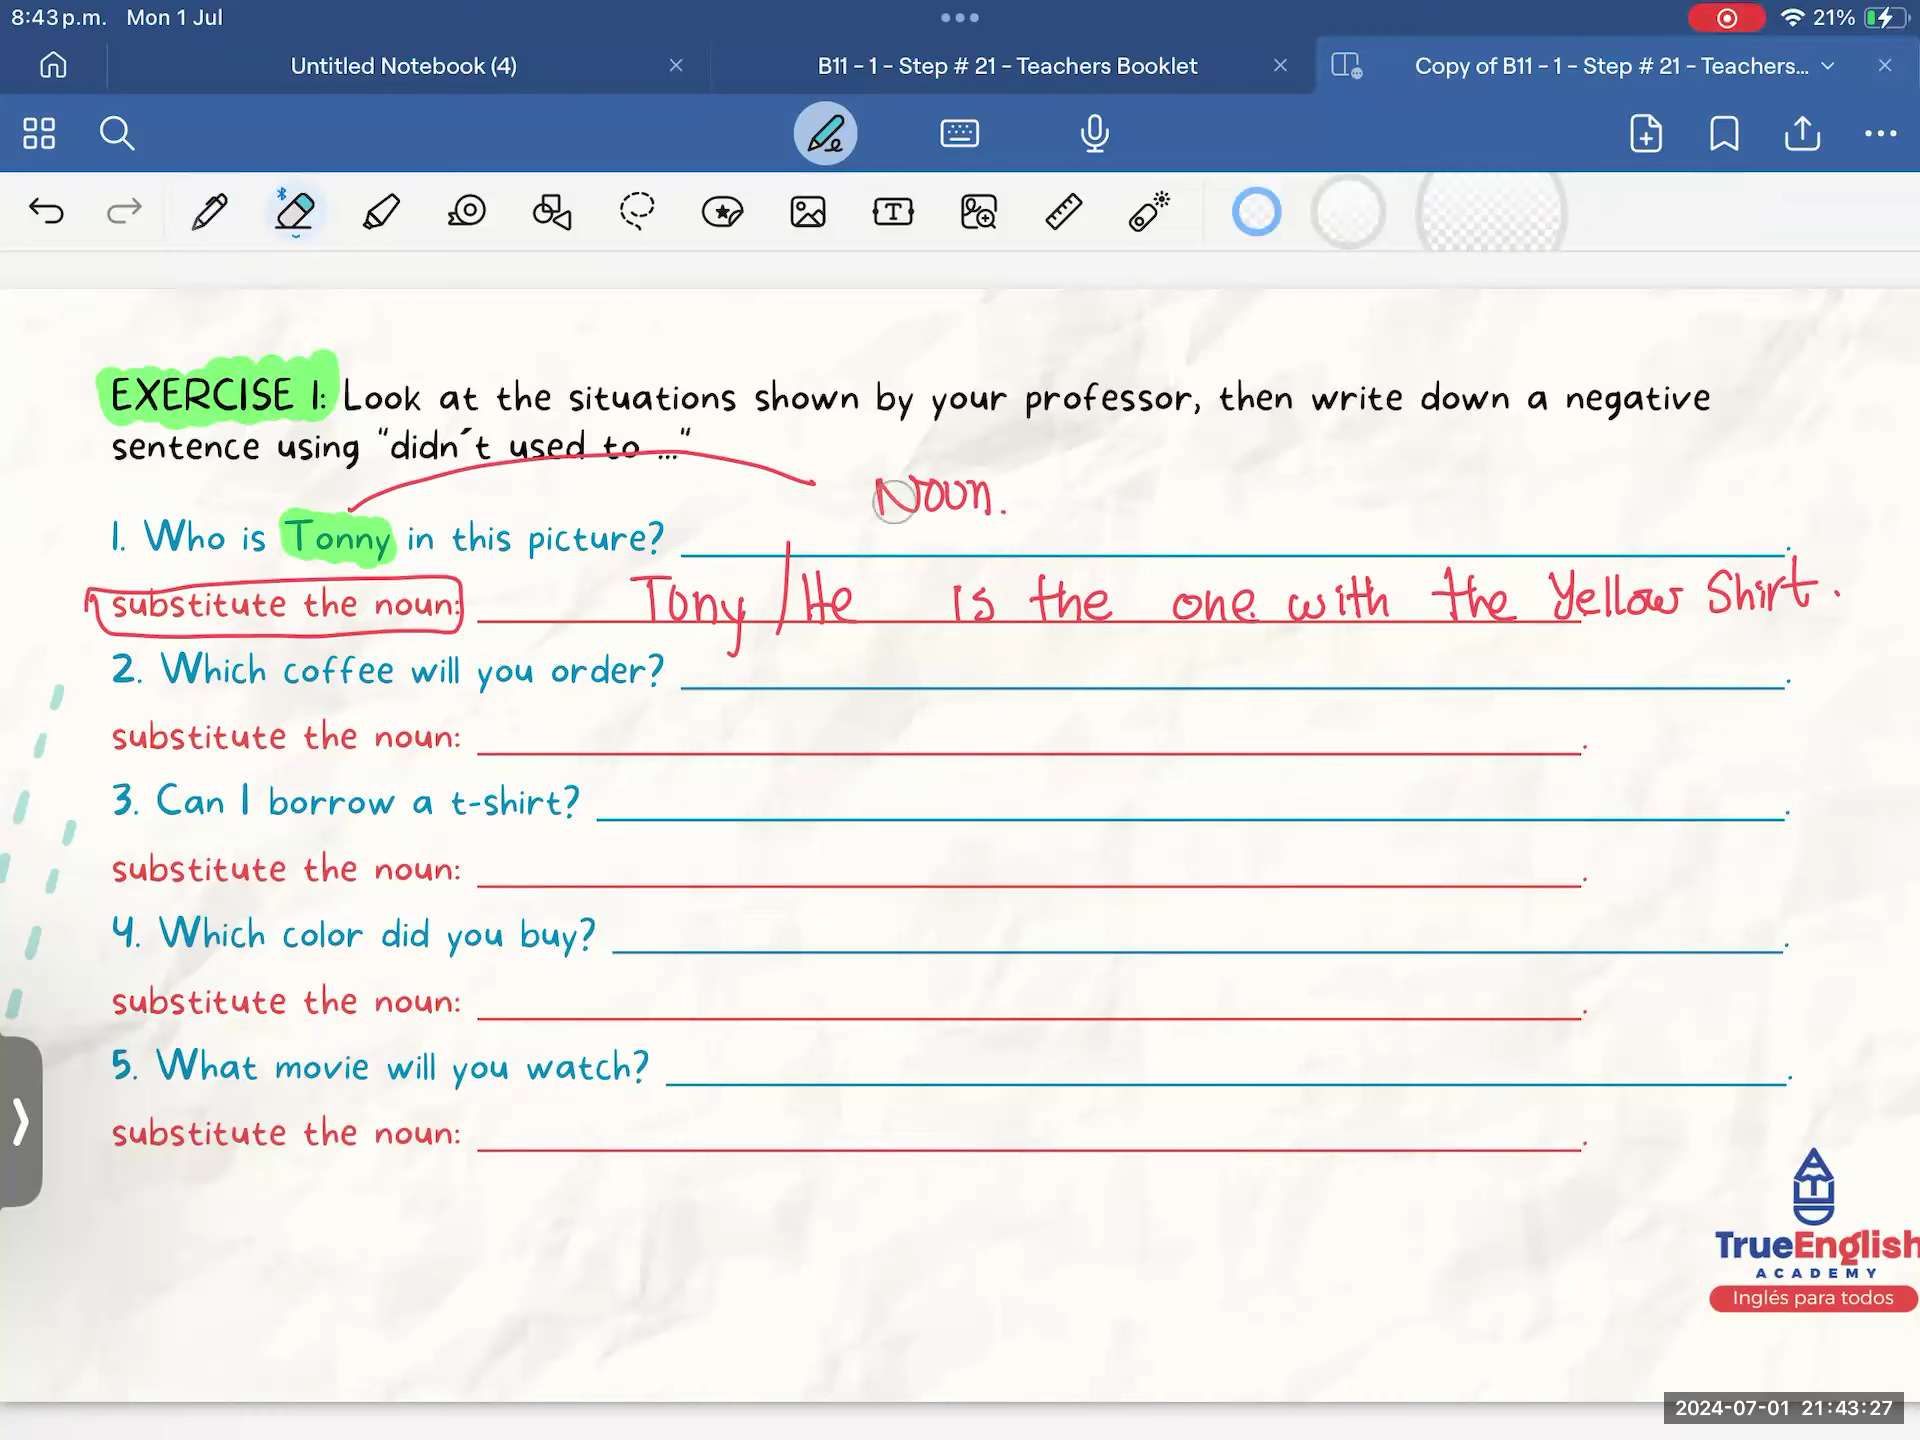 8:43 p.m. Mon 1 Jul
21%
Untitled Notebook (4)
B11 - 1 - Step # 21 - Teachers Booklet
Copy of B11 - 1 - Step # 21 - Teachers...
EXERCISE 1: Look at the situations shown by your professor, then write down a negative
sentence using "didn´t used to ..."
Noun.
1. Who is Tonny in this picture? .
substitute the noun: Tony / He is the one with the Yellow Shirt.
2. Which coffee will you order? .
substitute the noun: .
3. Can I borrow a t-shirt? .
substitute the noun: .
4. Which color did you buy? .
substitute the noun: .
5. What movie will you watch? .
substitute the noun: .
TrueEnglish
ACADEMY
Inglés para todos
2024-07-01 21:43:27